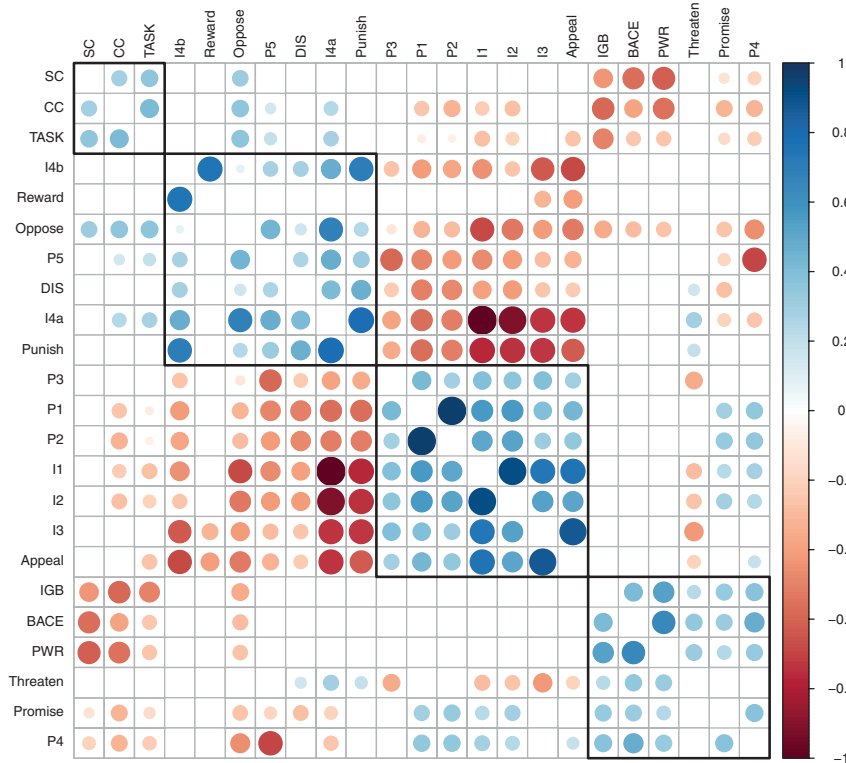 SC CC TASK I4b Reward Oppose P5 DIS I4a Punish P3 P1 P2 I1 I2 I3 Appeal IGB BACE PWR Threaten Promise P4
SC
CC
TASK
I4b
Reward
Oppose
P5
DIS
I4a
Punish
P3
P1
P2
I1
I2
I3
Appeal
IGB
BACE
PWR
Threaten
Promise
P4
1
0.8
0.6
0.4
0.2
0
−1